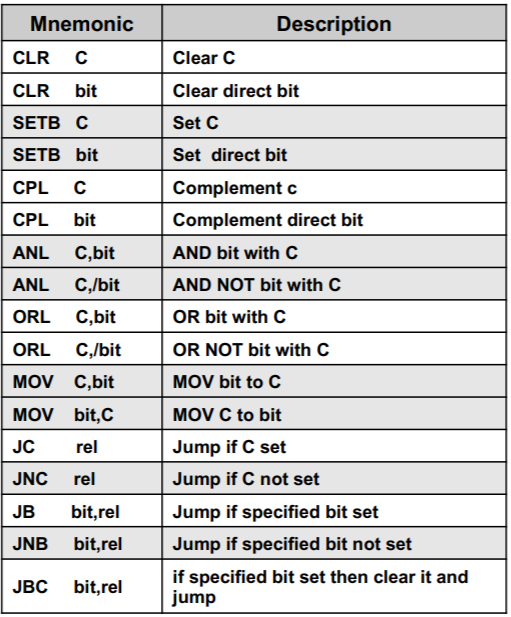 Mnemonic Description
CLR C Clear C
CLR bit Clear direct bit
SETB C Set C
SETB bit Set direct bit
CPL C Complement c
CPL bit Complement direct bit
ANL C,bit AND bit with C
ANL C,/bit AND NOT bit with C
ORL C,bit OR bit with C
ORL C,/bit OR NOT bit with C
MOV C,bit MOV bit to C
MOV bit,C MOV C to bit
JC rel Jump if C set
JNC rel Jump if C not set
JB bit,rel Jump if specified bit set
JNB bit,rel Jump if specified bit not set
JBC bit,rel if specified bit set then clear it and
jump